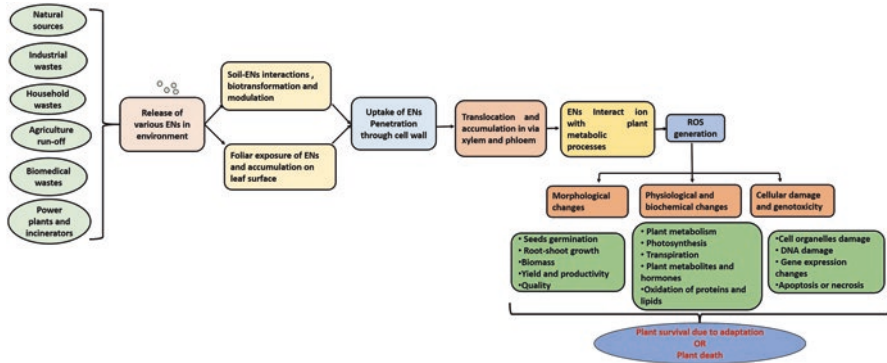 Natural
sources
Industrial
wastes
Household
wastes
Agriculture
run-off
Biomedical
wastes
Power
plants and
incinerators
Release of
various ENs in
environment
Soil-ENs interactions ,
biotransformation and
modulation
Foliar exposure of ENs
and accumulation on
leaf surface
Uptake of ENs
Penetration
through cell wall
Translocation and
accumulation in via
xylem and phloem
ENs Interact ion
with plant
metabolic
processes
ROS
generation
Morphological
changes
Physiological and
biochemical changes
Cellular damage
and genotoxicity
• Seeds germination
• Root-shoot growth
• Biomass
• Yield and productivity
• Quality
• Plant metabolism
• Photosynthesis
• Transpiration
• Plant metabolites and
hormones
• Oxidation of proteins and
lipids
• Cell organelles damage
• DNA damage
• Gene expression
changes
• Apoptosis or necrosis
Plant survival due to adaptation
OR
Plant death